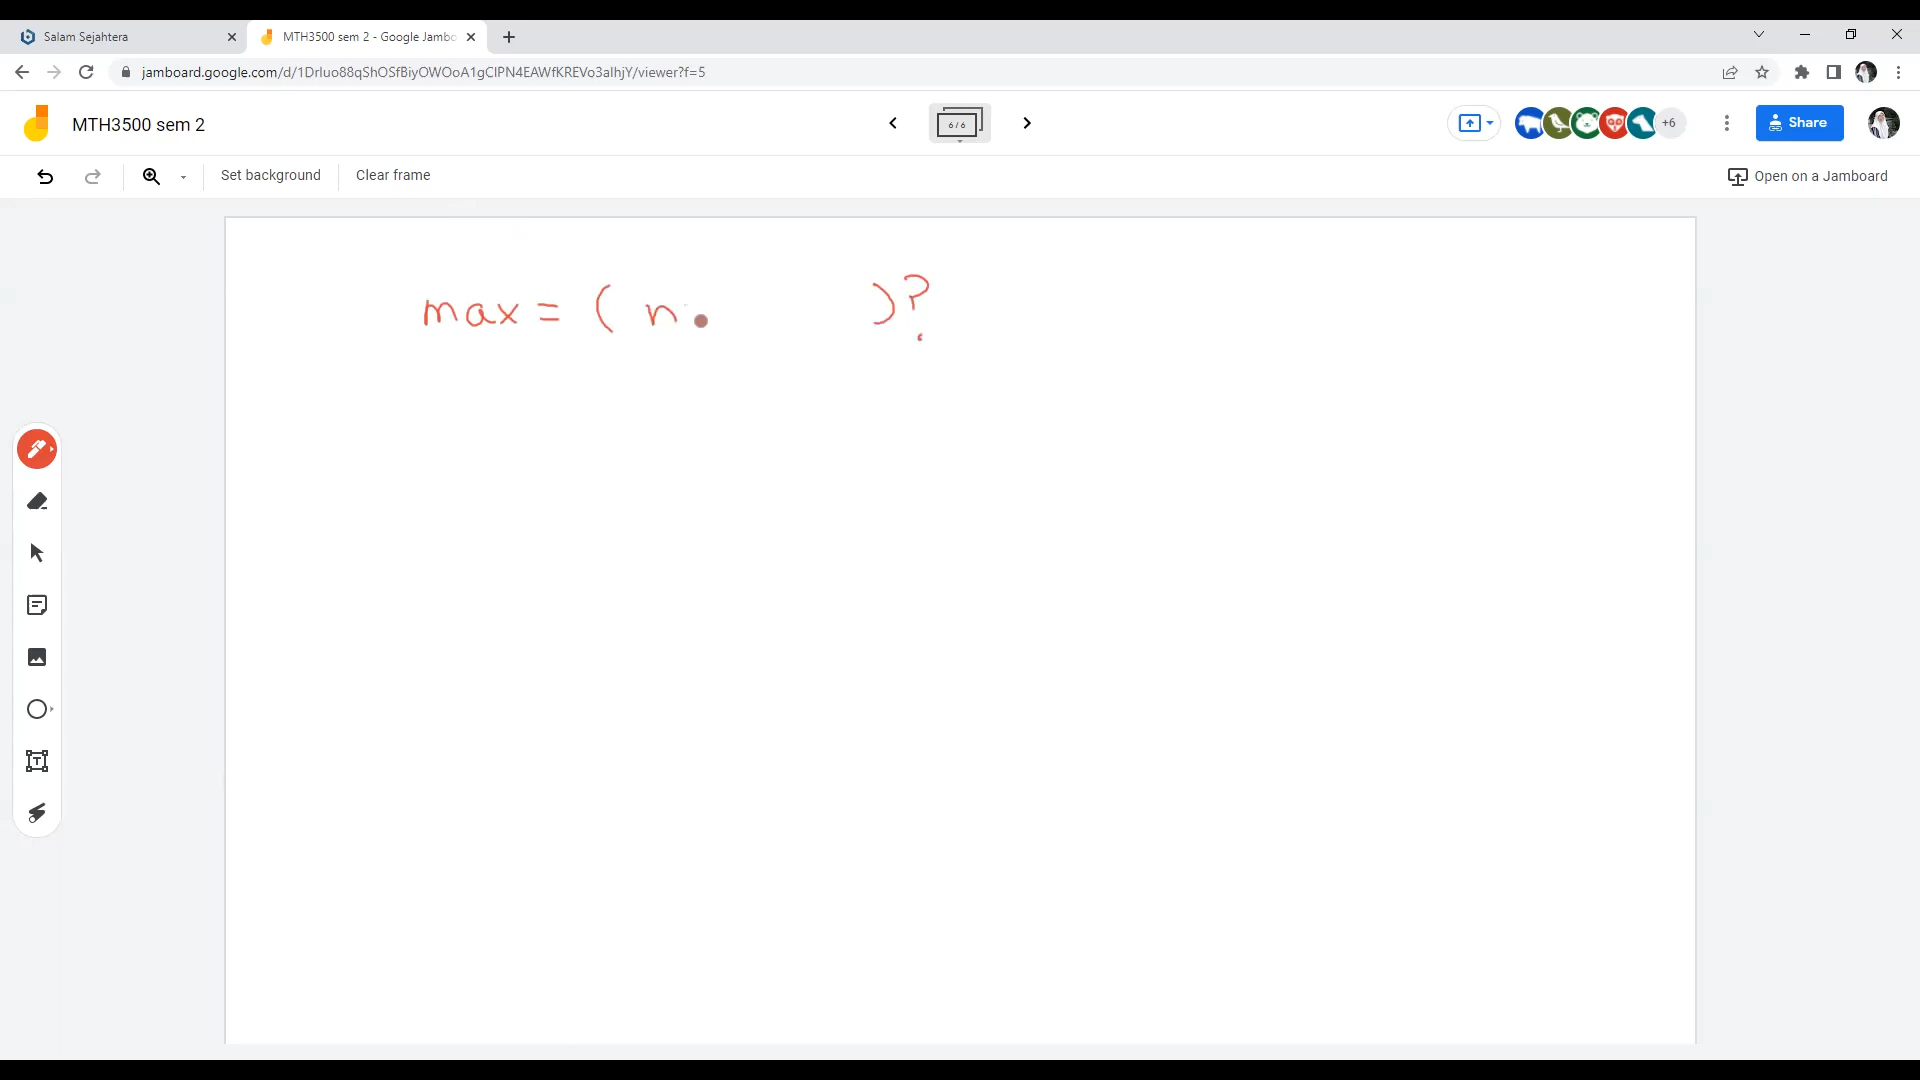 Salam Sejahtera
MTH3500 sem 2 - Google Jambo
jamboard.google.com/d/1Drluo88qShOSfBiyOWOoA1gClPN4EAWfKREVo3alhjY/viewer?f=5
MTH3500 sem 2
6 / 6
+6
Share
Set background
Clear frame
Open on a Jamboard
max = ( n )?